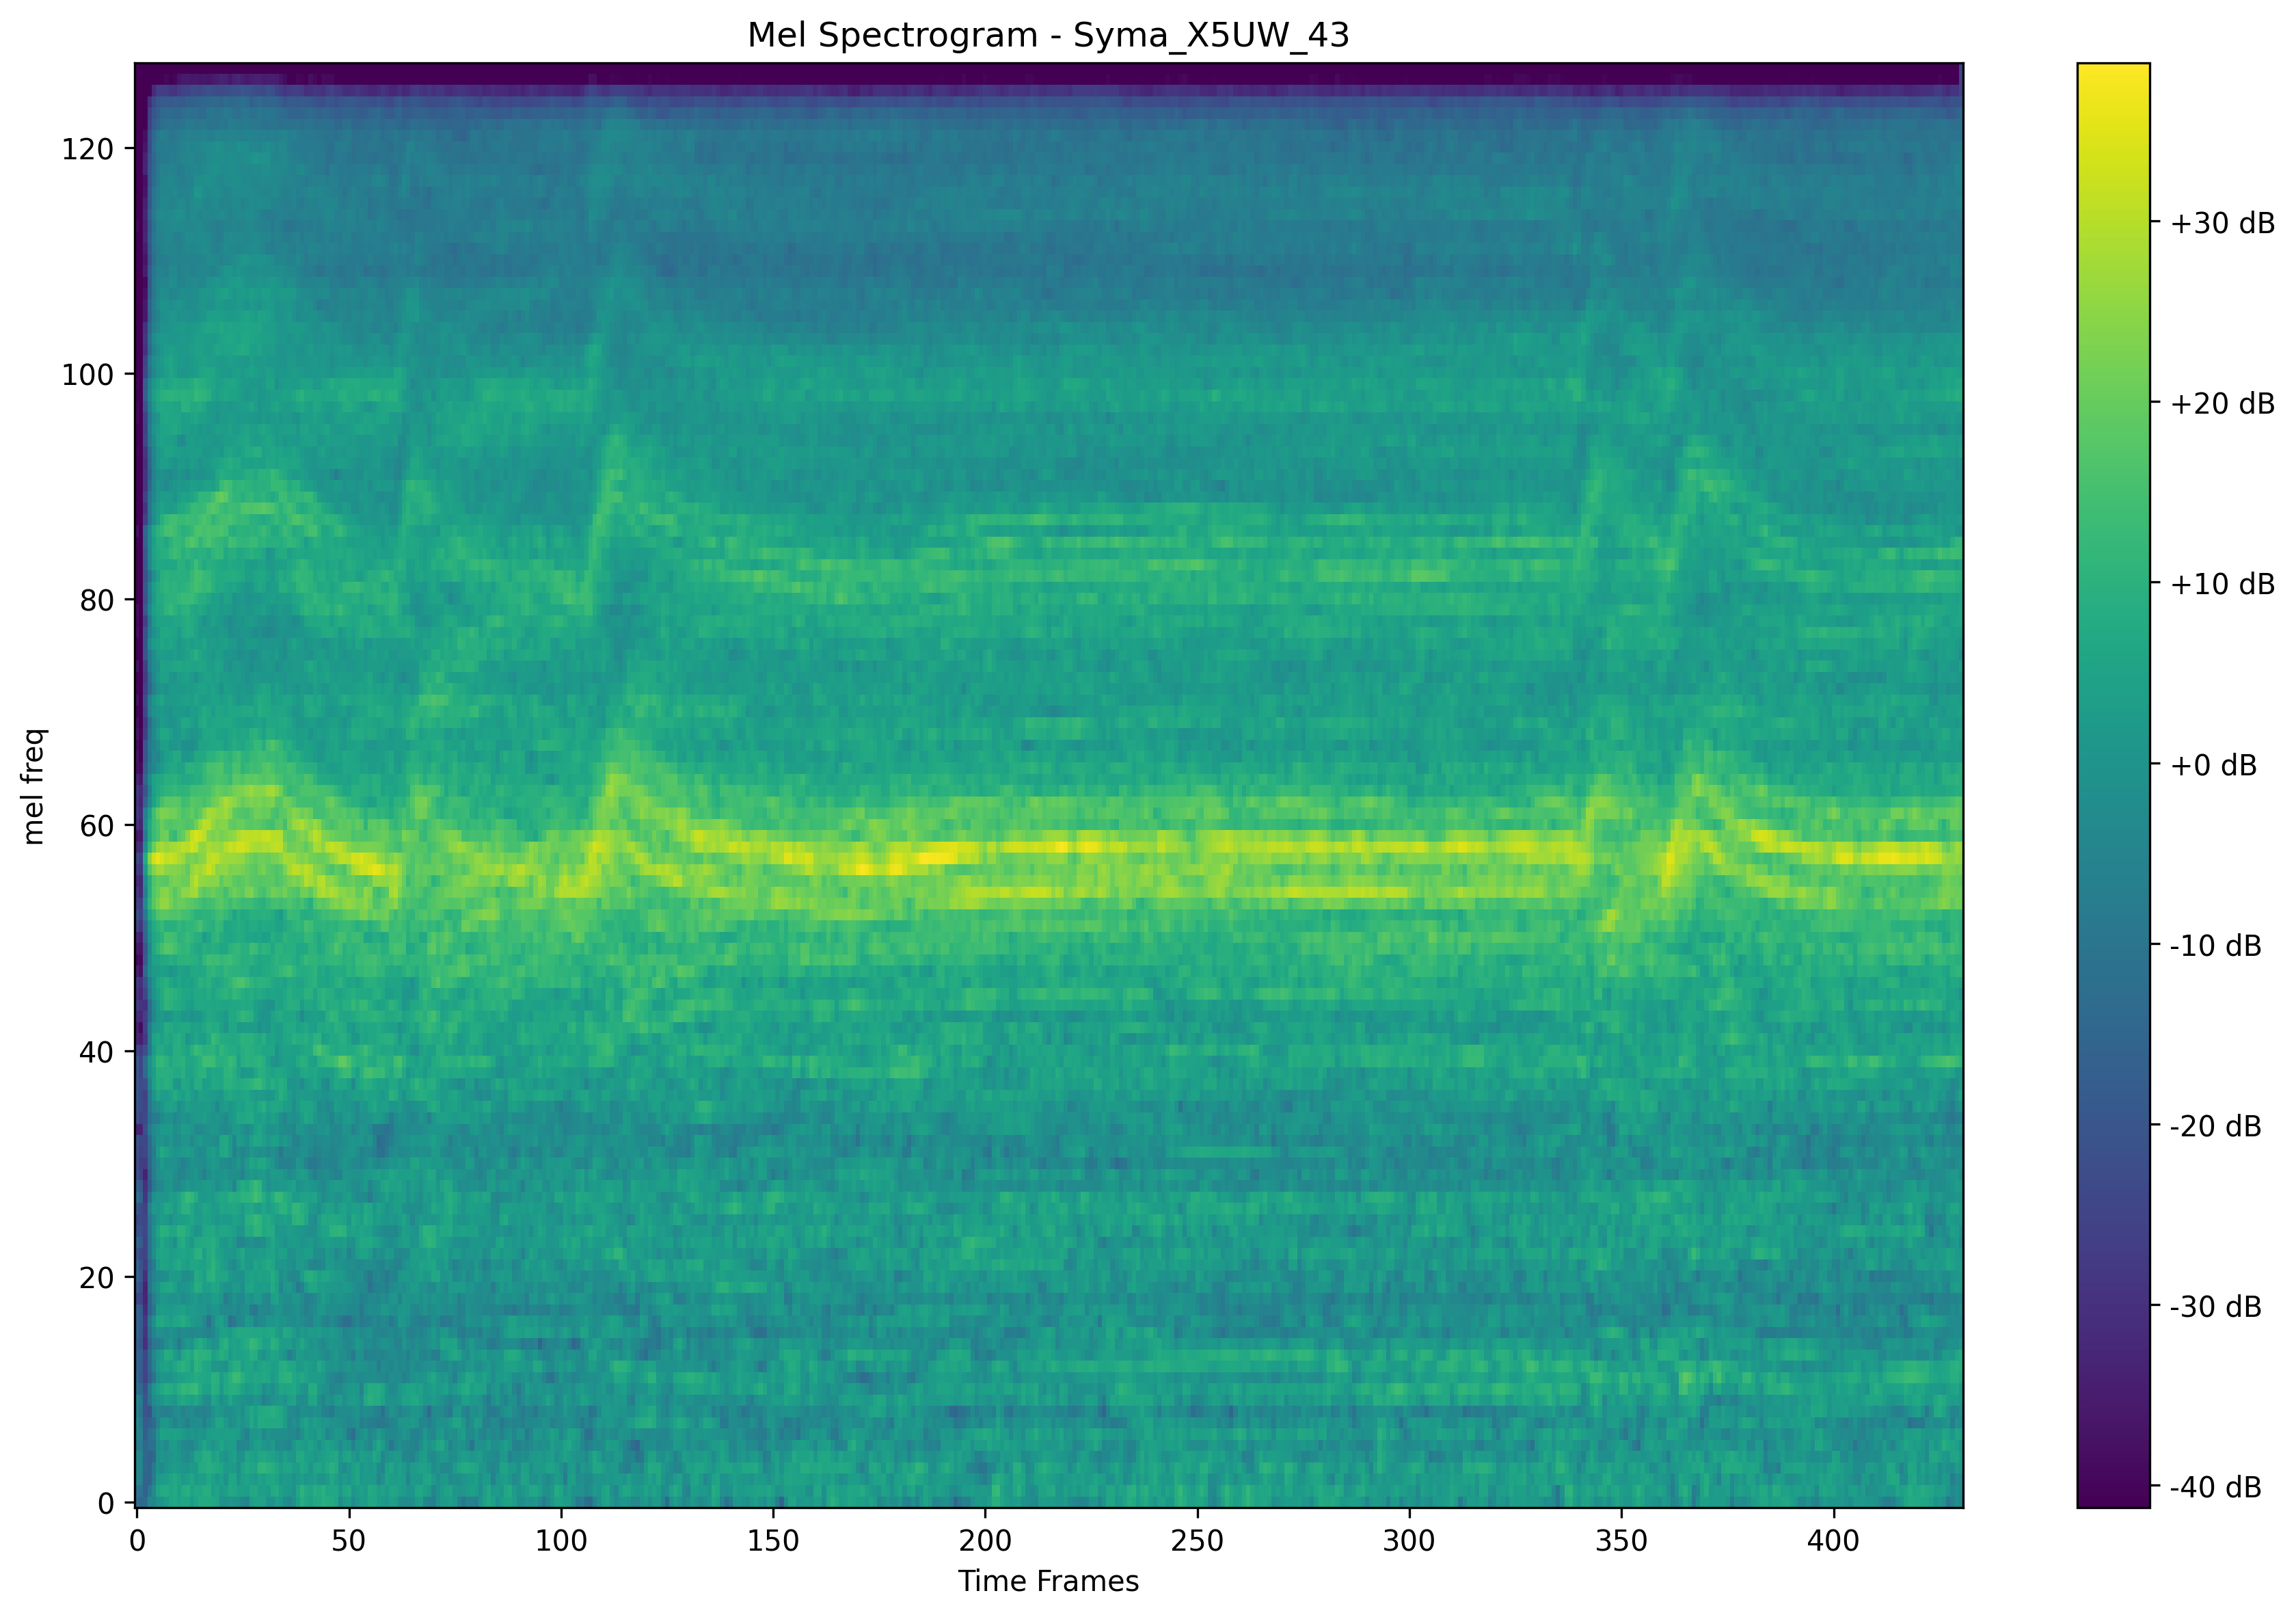 Mel Spectrogram - Syma_X5UW_43
mel freq
120
100
80
60
40
20
0
0 50 100 150 200 250 300 350 400
Time Frames
+30 dB
+20 dB
+10 dB
+0 dB
-10 dB
-20 dB
-30 dB
-40 dB